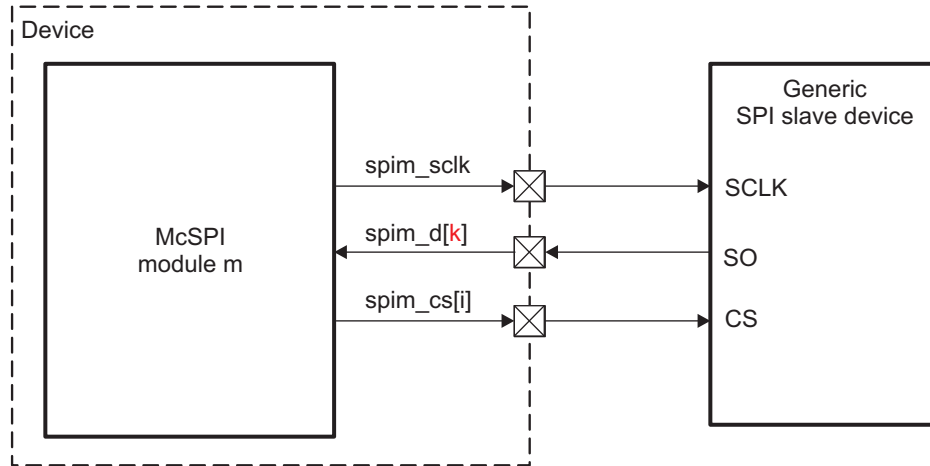 Device
McSPI
module m
spim_sclk
spim_d[k]
spim_cs[i]
Generic
SPI slave device
SCLK
SO
CS